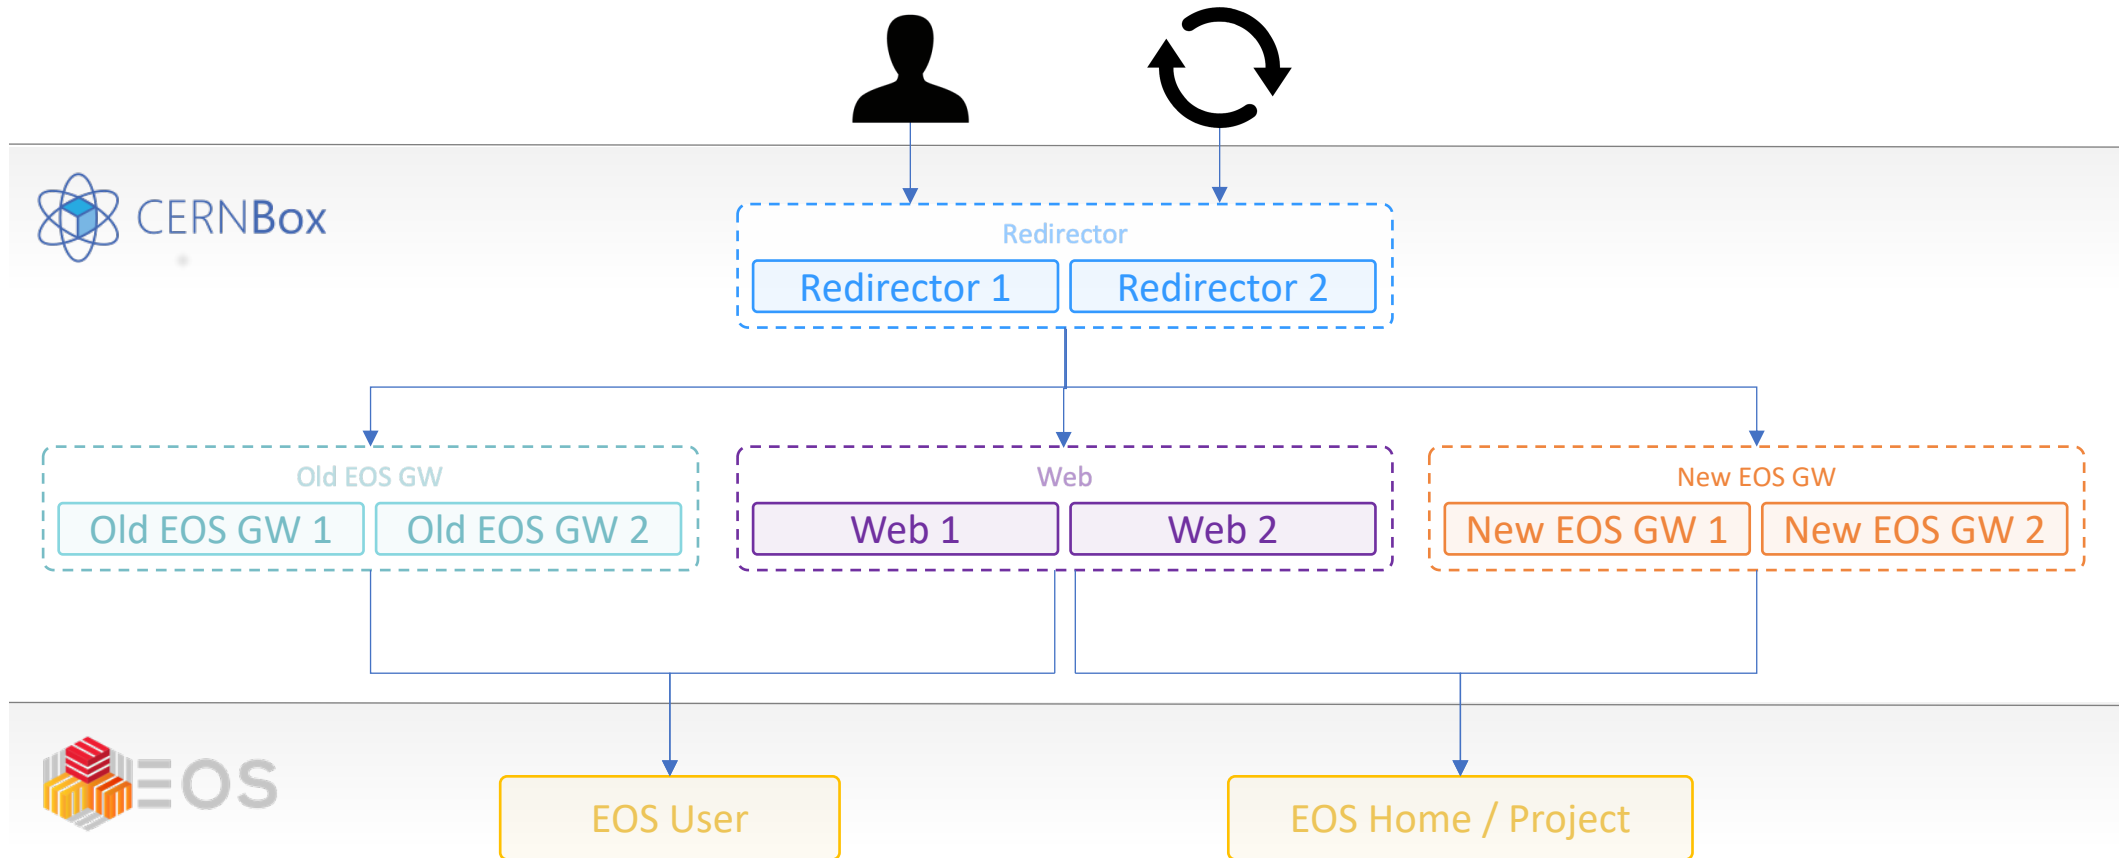 CERNBox
Redirector
Redirector 1
Redirector 2
Old EOS GW
Old EOS GW 1
Old EOS GW 2
Web
Web 1
Web 2
New EOS GW
New EOS GW 1
New EOS GW 2
EOS
EOS User
EOS Home / Project